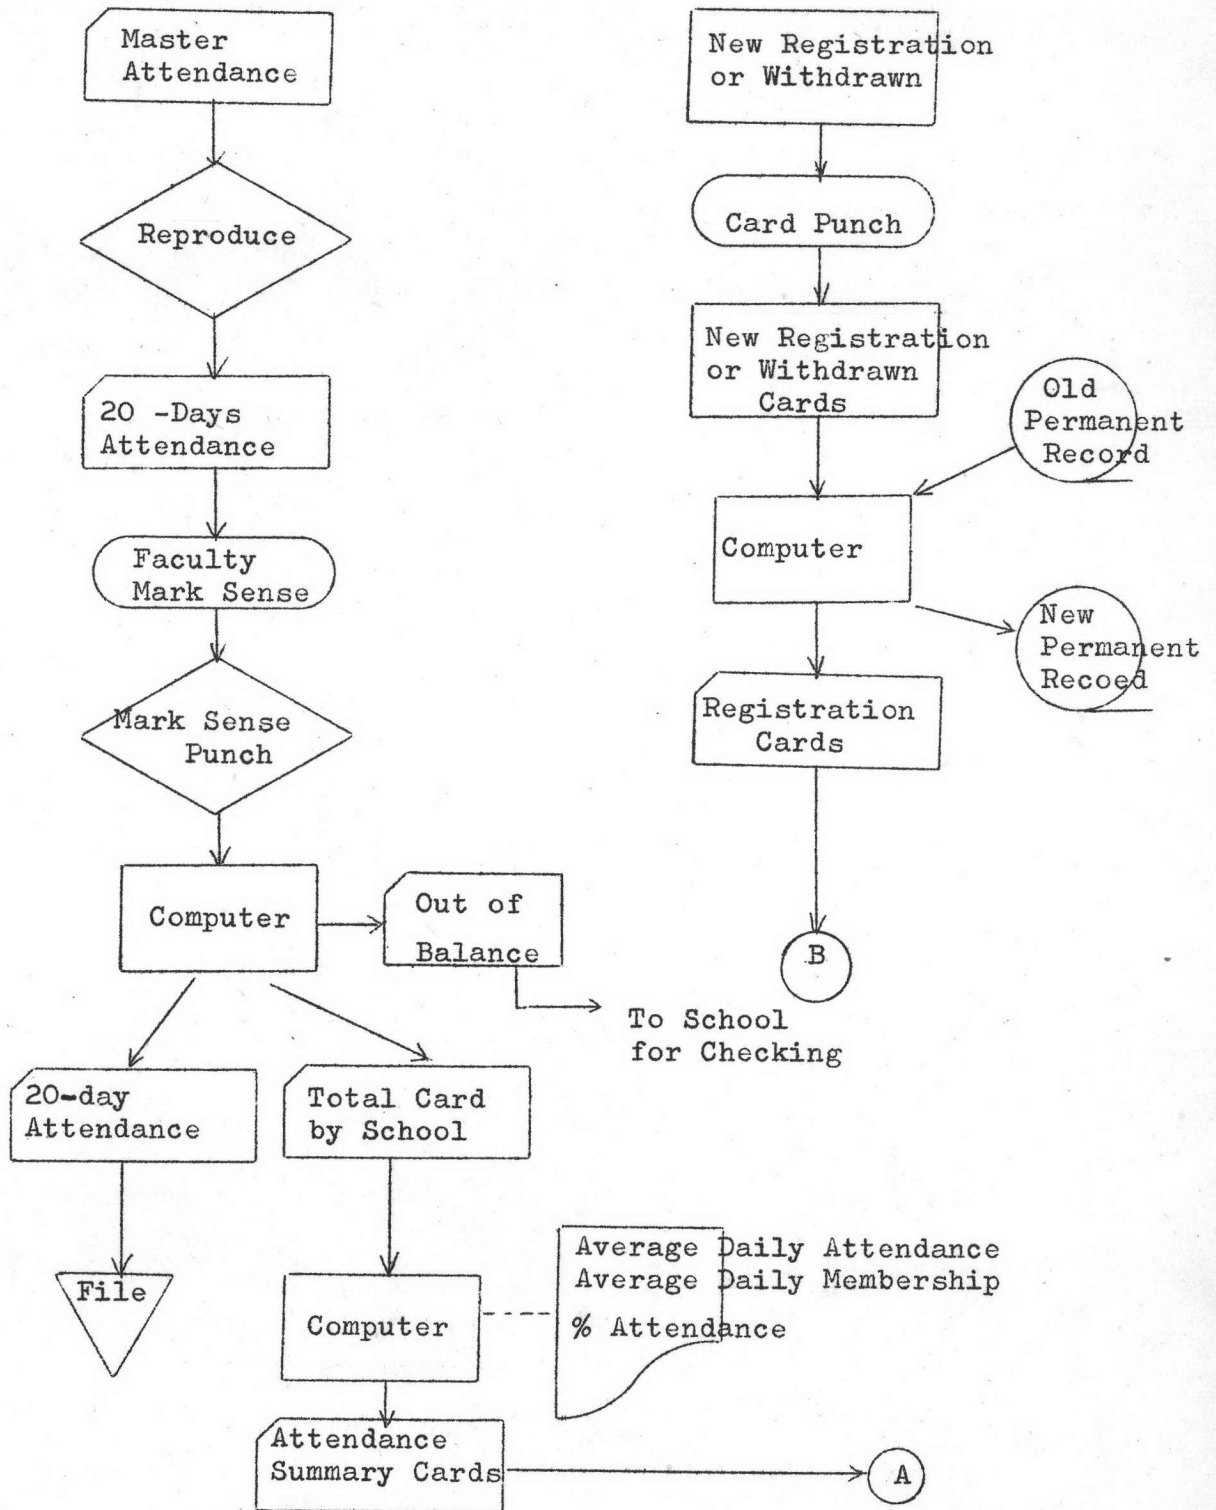 Master
Attendance
Reproduce
20 -Days
Attendance
Faculty
Mark Sense
Mark Sense
Punch
Computer
Out of
Balance
To School
for Checking
20-day
Attendance
File
Total Card
by School
Computer
Average Daily Attendance
Average Daily Membership
% Attendance
Attendance
Summary Cards
A
New Registration
or Withdrawn
Card Punch
New Registration
or Withdrawn
Cards
Old
Permanent
Record
Computer
New
Permanent
Recoed
Registration
Cards
B